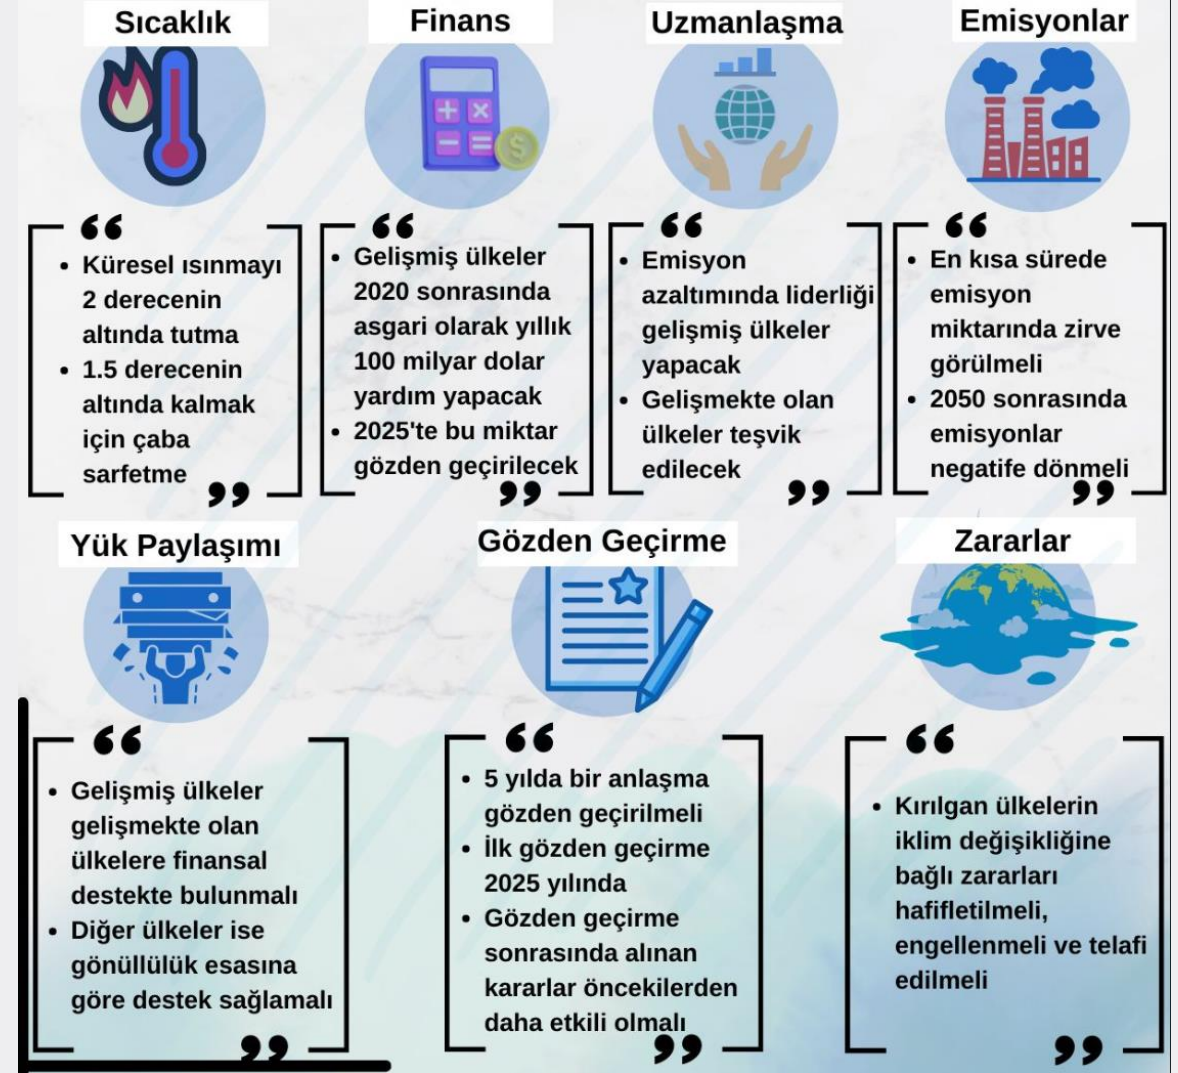 Sıcaklık
Finans
Uzmanlaşma
Emisyonlar
Küresel ısınmayı
2 derecenin
altında tutma
1.5 derecenin
altında kalmak
için çaba
sarfetme
Gelişmiş ülkeler
2020 sonrasında
asgari olarak yıllık
100 milyar dolar
yardım yapacak
2025'te bu miktar
gözden geçirilecek
Emisyon
azaltımında liderliği
gelişmiş ülkeler
yapacak
Gelişmekte olan
ülkeler teşvik
edilecek
En kısa sürede
emisyon
miktarında zirve
görülmeli
2050 sonrasında
emisyonlar
negatife dönmeli
Yük Paylaşımı
Gözden Geçirme
Zararlar
Gelişmiş ülkeler
gelişmekte olan
ülkelere finansal
destekte bulunmalı
Diğer ülkeler ise
gönüllülük esasına
göre destek sağlamalı
5 yılda bir anlaşma
gözden geçirilmeli
İlk gözden geçirme
2025 yılında
Gözden geçirme
sonrasında alınan
kararlar öncekilerden
daha etkili olmalı
Kırılgan ülkelerin
iklim değişikliğine
bağlı zararları
hafifletilmeli,
engellenmeli ve telafi
edilmeli